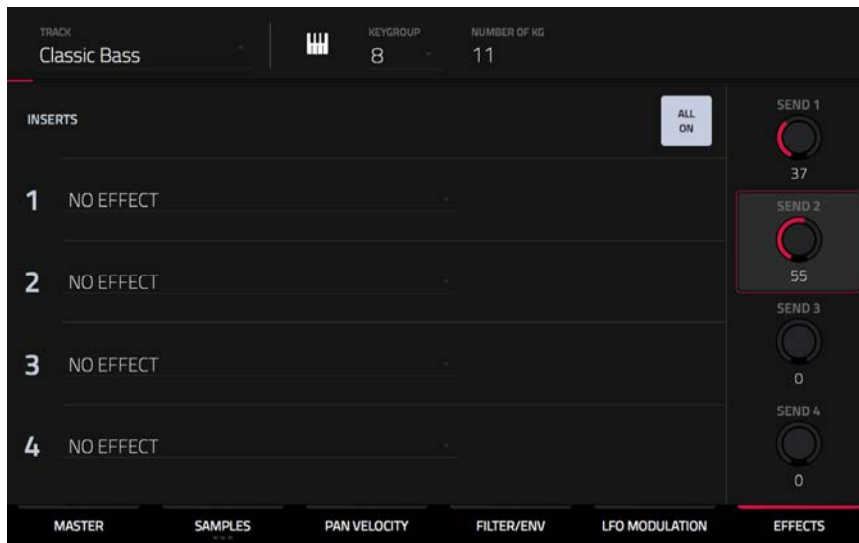 TRACK
Classic Bass
KEYGROUP
8
NUMBER OF KG
11
INSERTS
ALL
ON
1 NO EFFECT
2 NO EFFECT
3 NO EFFECT
4 NO EFFECT
SEND 1
37
SEND 2
55
SEND 3
0
SEND 4
0
MASTER SAMPLES PAN VELOCITY FILTER/ENV LFO MODULATION EFFECTS